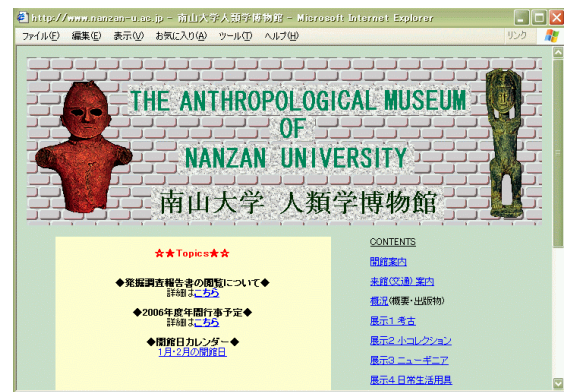 http://www.nanzan-u.ac.jp - 南山大学人類学博物館 - Microsoft Internet Explorer
ファイル(F) 編集(E) 表示(V) お気に入り(A) ツール(T) ヘルプ(H) リンク
THE ANTHROPOLOGICAL MUSEUM
OF
NANZAN UNIVERSITY
南山大学 人類学博物館
★★Topics★★
◆発掘調査報告書の閲覧について◆
詳細はこちら
◆2006年度年間行事予定◆
詳細はこちら
◆開館日カレンダー◆
1月・2月の開館日
CONTENTS
開館案内
来館(交通) 案内
概況(概要・出版物)
展示1 考古
展示2 小コレクション
展示3 ニューギニア
展示4 日常生活用具